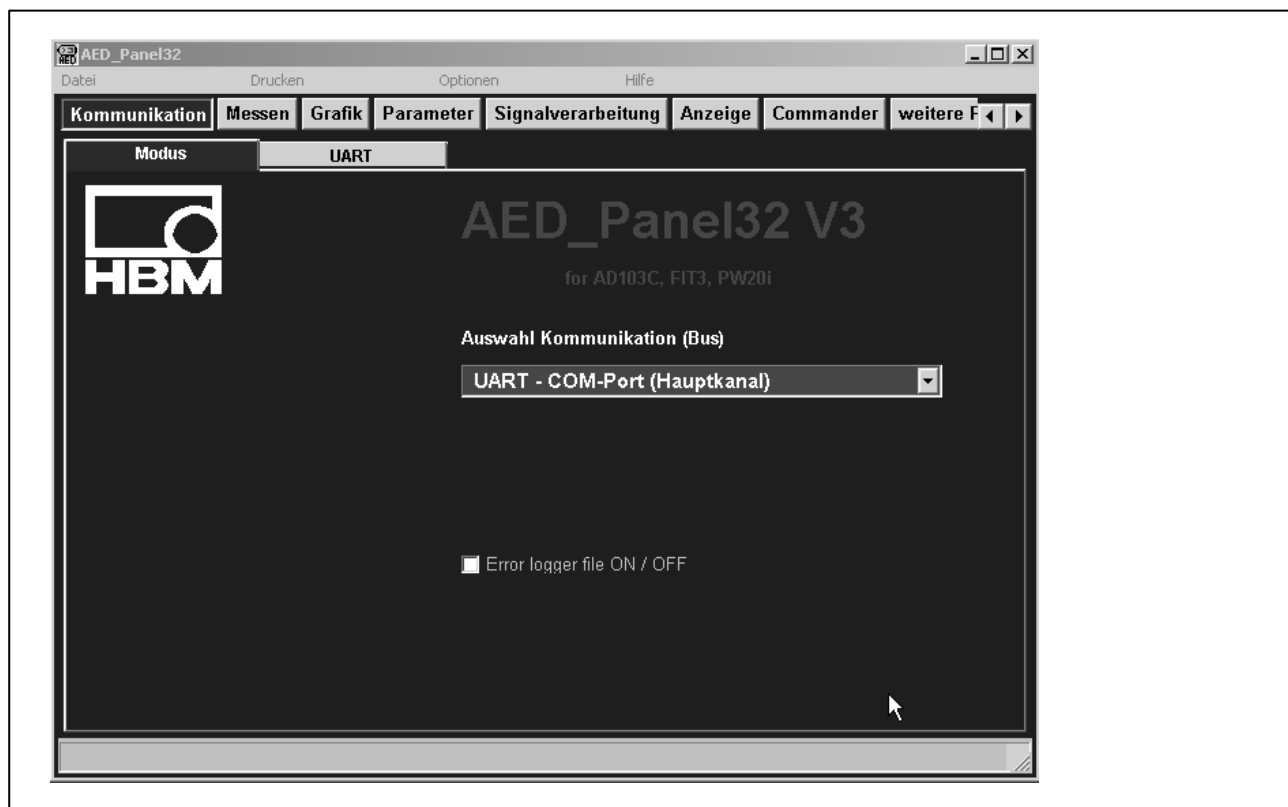 AED_Panel32
Datei Drucken Optionen Hilfe
Kommunikation Messen Grafik Parameter Signalverarbeitung Anzeige Commander weitere
Modus UART
HBM
AED_Panel32 V3
for AD103C, FIT3, PW20i
Auswahl Kommunikation (Bus)
UART - COM-Port (Hauptkanal)
Error logger file ON / OFF